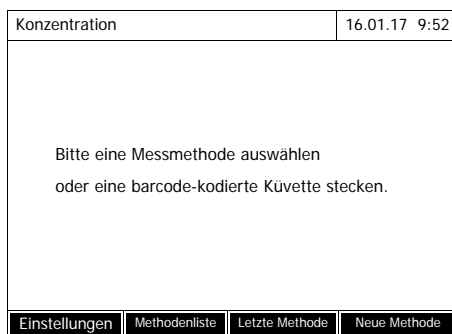 Konzentration 16.01.17 9:52
Bitte eine Messmethode auswählen
oder eine barcode-kodierte Küvette stecken.
Einstellungen Methodenliste Letzte Methode Neue Methode